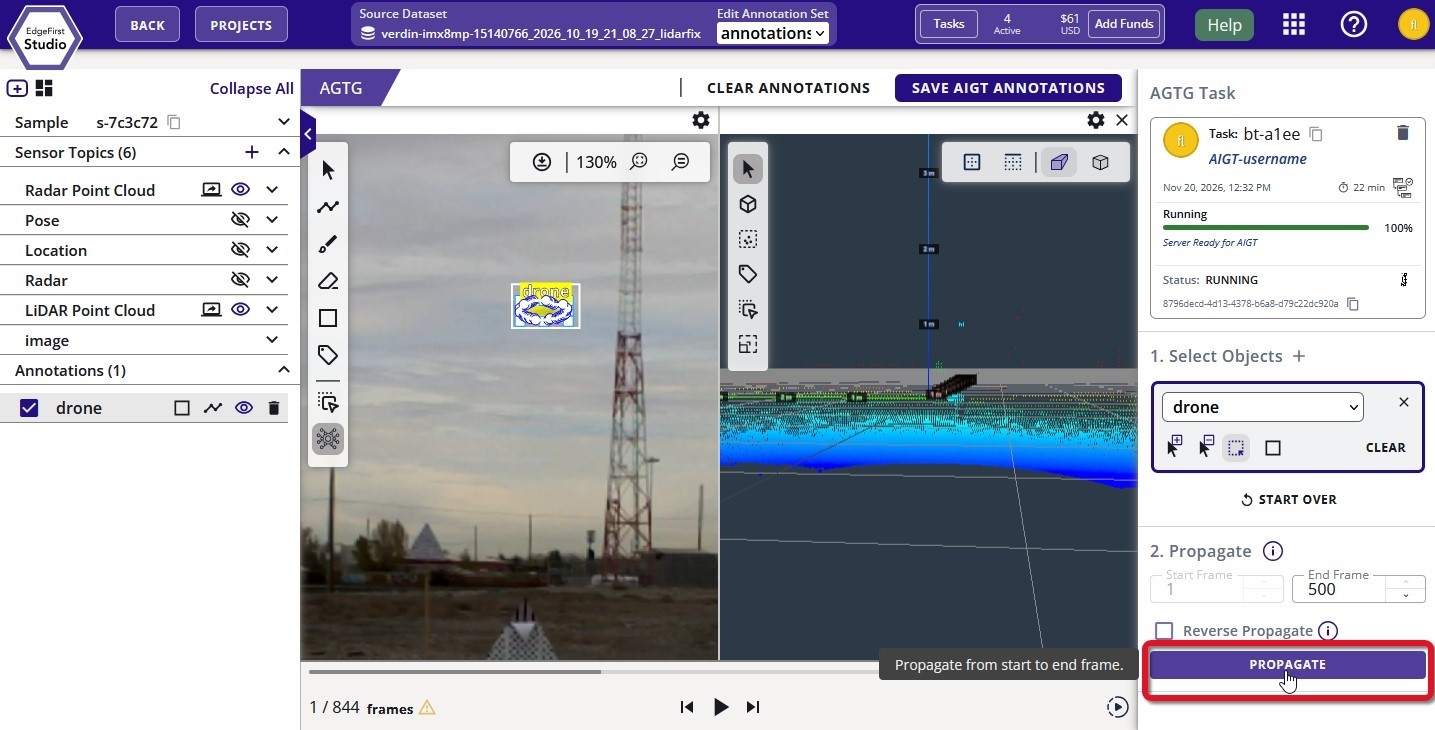 EdgeFirst
Studio
BACK
PROJECTS
Source Dataset
verdin-imx8mp-15140766_2026_10_19_21_08_27_lidarfix
Edit Annotation Set
annotations
Tasks
4
Active
$61
USD
Add Funds
Help
fl
Collapse All
Sample s-7c3c72
Sensor Topics (6)
Radar Point Cloud
Pose
Location
Radar
LiDAR Point Cloud
image
Annotations (1)
drone
AGTG
CLEAR ANNOTATIONS
SAVE AIGT ANNOTATIONS
130%
drone
3 m
2 m
1 m
AGTG Task
fl
Task: bt-a1ee
AIGT-username
Nov 20, 2026, 12:32 PM
22 min
Running
100%
Server Ready for AIGT
Status: RUNNING
8796decd-4d13-4378-b6a8-d79c22dc920a
1. Select Objects
drone
CLEAR
START OVER
2. Propagate
Start Frame
1
End Frame
500
Reverse Propagate
PROPAGATE
Propagate from start to end frame.
1 / 844 frames